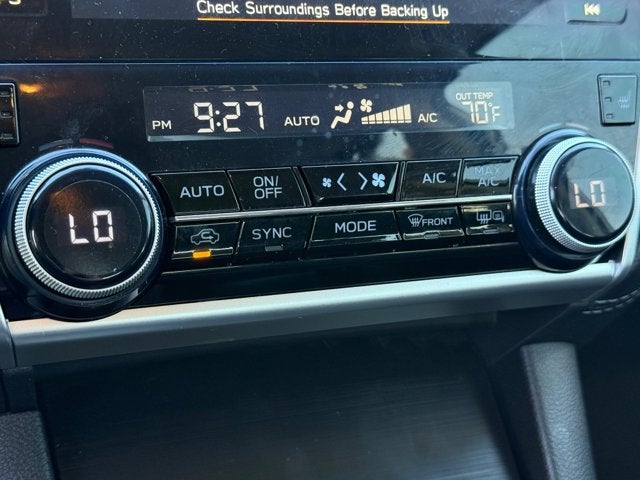 Check Surroundings Before Backing Up
PM 9:27 AUTO A/C OUT TEMP 70°F
AUTO ON/OFF A/C MAX A/C
LO LO
SYNC MODE FRONT R